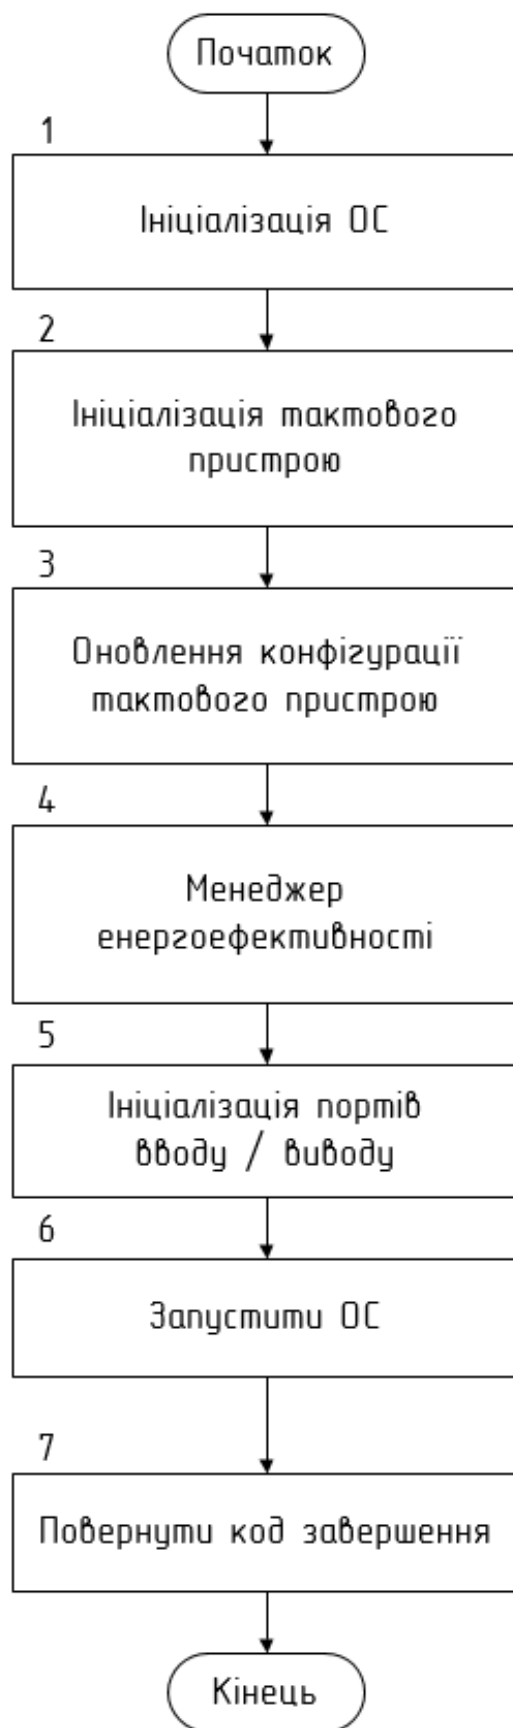 Початок
1
Ініціалізація ОС
2
Ініціалізація тактового
пристрою
3
Оновлення конфігурації
тактового пристрою
4
Менеджер
енергоефективності
5
Ініціалізація портів
вводу / виводу
6
Запустити ОС
7
Повернути код завершення
Кінець